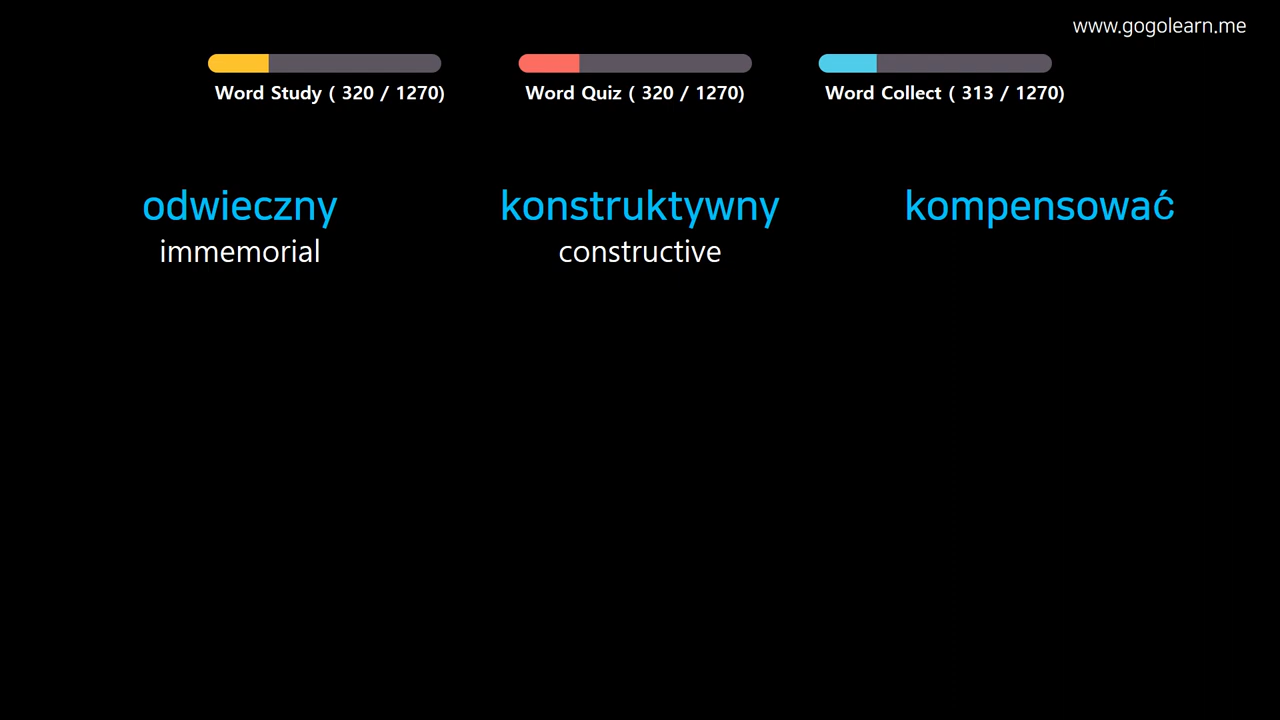 www.gogolearn.me
Word Study ( 320 / 1270)
Word Quiz ( 320 / 1270)
Word Collect ( 313 / 1270)
odwieczny
immemorial
konstruktywny
constructive
kompensować